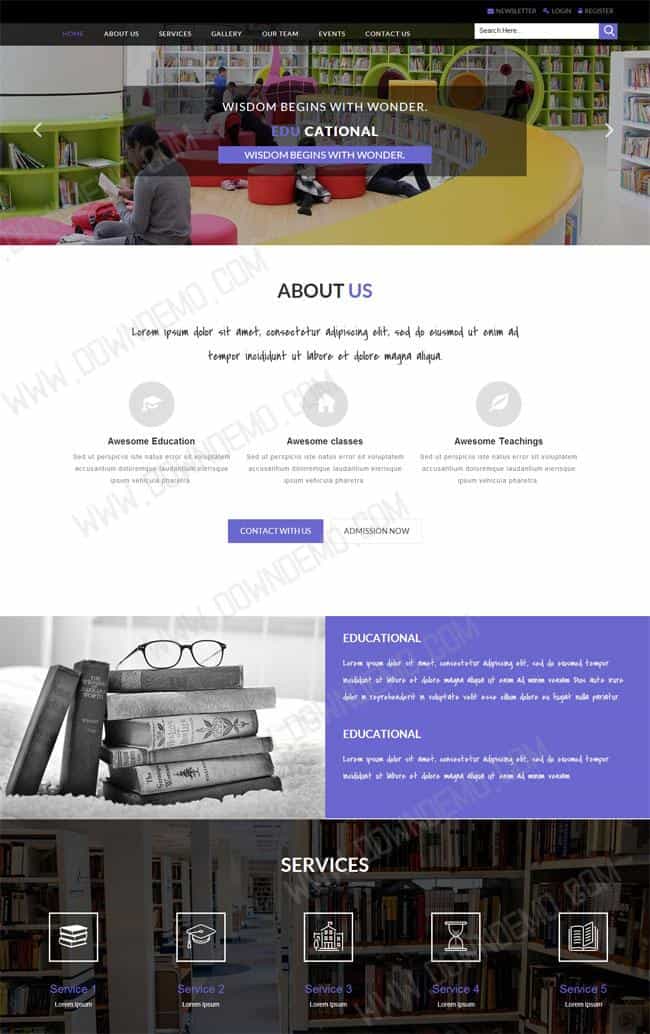 NEWSLETTER LOGIN REGISTER
HOME ABOUT US SERVICES GALLERY OUR TEAM EVENTS CONTACT US
Search Here...
WISDOM BEGINS WITH WONDER.
EDU CATIONAL
WISDOM BEGINS WITH WONDER.
ABOUT US
Lorem ipsum dolor sit amet, consectetur adipiscing elit, sed do eiusmod ut enim ad
tempor incididunt ut labore et dolore magna aliqua.
Awesome Education
Sed ut perspiciis iste natus error sit voluptatem
accusantium doloremque laudantium elerisque
ipsum vehicula pharetra
Awesome classes
Sed ut perspiciis iste natus error sit voluptatem
accusantium doloremque laudantium elerisque
ipsum vehicula pharetra
Awesome Teachings
Sed ut perspiciis iste natus error sit voluptatem
accusantium doloremque laudantium elerisque
ipsum vehicula pharetra
CONTACT WITH US
ADMISSION NOW
EDUCATIONAL
Lorem ipsum dolor sit amet, consectetur adipiscing elit, sed do eiusmod tempor
incididunt ut labore et dolore magna aliqua ut enim ad minim veniam Duis aute irure
dolor in reprehenderit in voluptate velit esse cillum dolore eu fugiat nulla pariatur.
EDUCATIONAL
Lorem ipsum dolor sit amet, consectetur adipiscing elit, sed do eiusmod tempor
incididunt ut labore et dolore magna aliqua ut enim ad minim veniam
SERVICES
Service 1
Lorem Ipsum
Service 2
Lorem Ipsum
Service 3
Lorem Ipsum
Service 4
Lorem Ipsum
Service 5
Lorem Ipsum
WWW.DOWNDEMO.COM